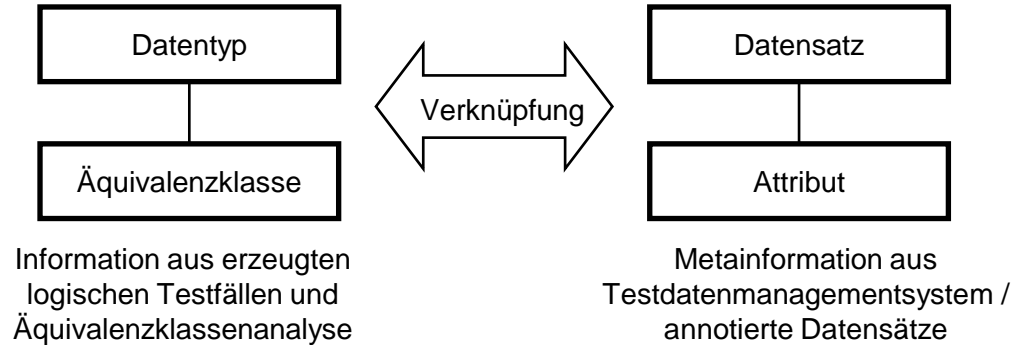 Datentyp
Äquivalenzklasse
Information aus erzeugten
logischen Testfällen und
Äquivalenzklassenanalyse
Verknüpfung
Datensatz
Attribut
Metainformation aus
Testdatenmanagementsystem /
annotierte Datensätze